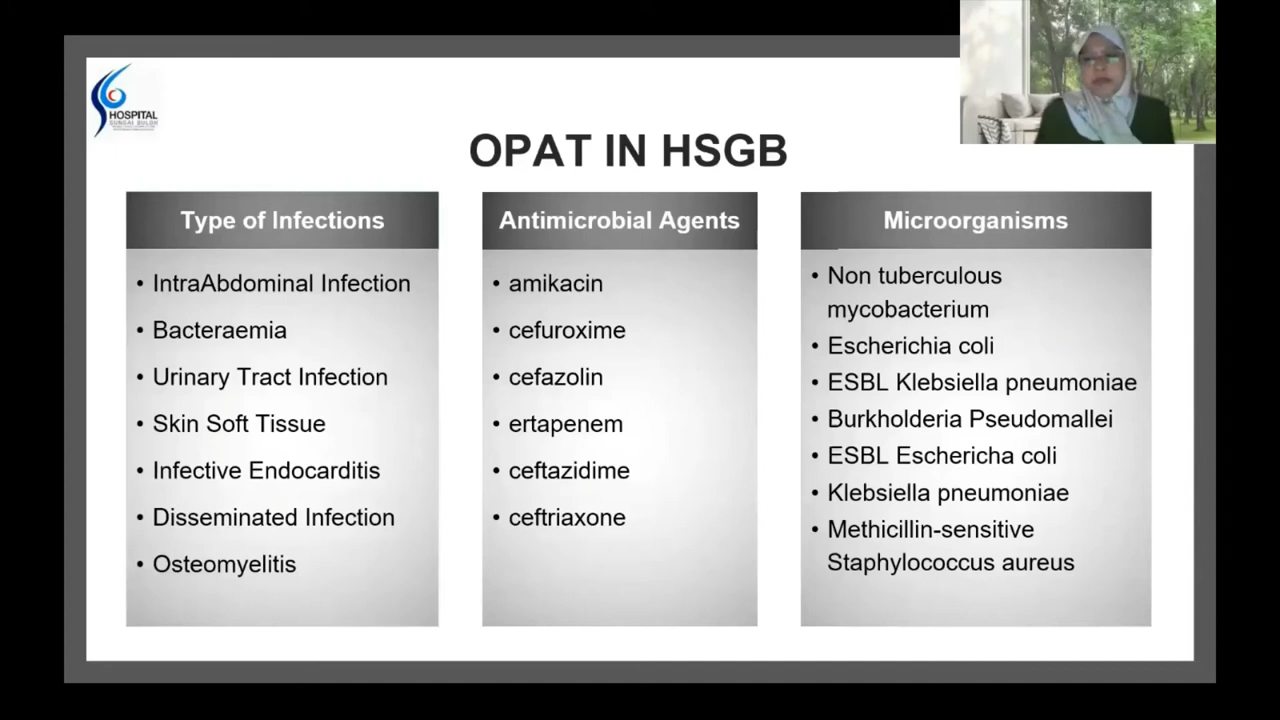 HOSPITAL
SUNGAI BULOH
OPAT IN HSGB
Type of Infections
• IntraAbdominal Infection
• Bacteraemia
• Urinary Tract Infection
• Skin Soft Tissue
• Infective Endocarditis
• Disseminated Infection
• Osteomyelitis
Antimicrobial Agents
• amikacin
• cefuroxime
• cefazolin
• ertapenem
• ceftazidime
• ceftriaxone
Microorganisms
• Non tuberculous
mycobacterium
• Escherichia coli
• ESBL Klebsiella pneumoniae
• Burkholderia Pseudomallei
• ESBL Eschericha coli
• Klebsiella pneumoniae
• Methicillin-sensitive
Staphylococcus aureus